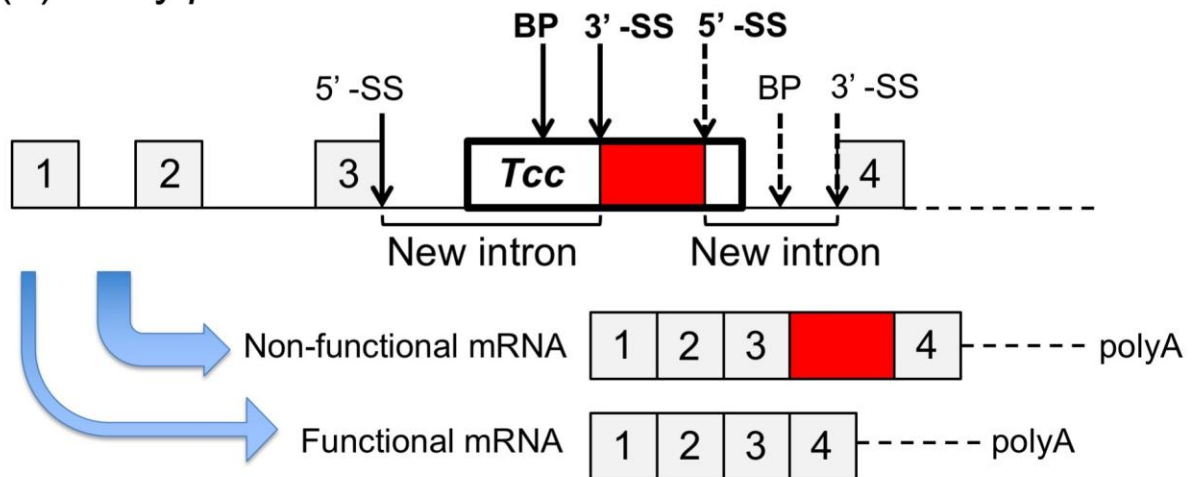 BP 3’ -SS 5’ -SS
5’ -SS BP 3’ -SS
1 2 3 Tcc 4
New intron New intron
Non-functional mRNA 1 2 3 4 polyA
Functional mRNA 1 2 3 4 polyA